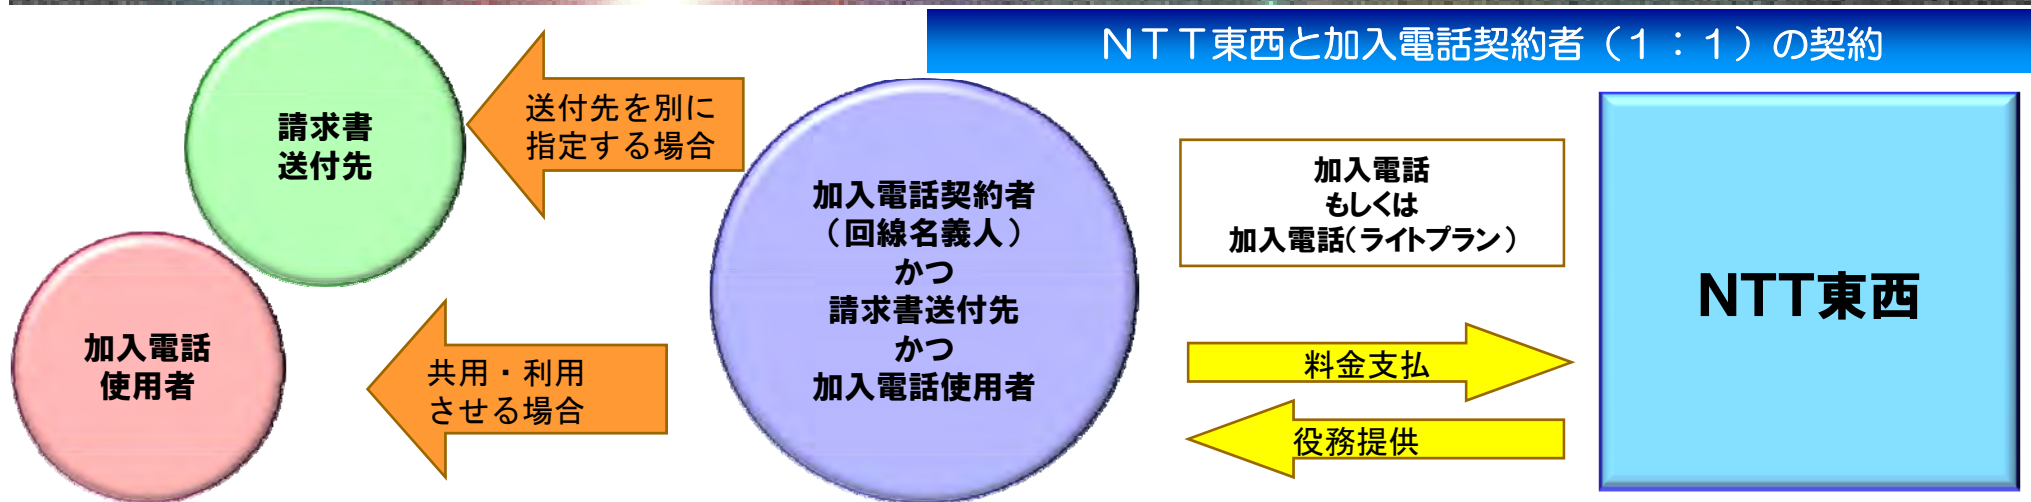 NTT東西と加入電話契約者(1:1)の契約
請求書
送付先
送付先を別に
指定する場合
加入電話
使用者
共用・利用
させる場合
加入電話契約者
(回線名義人)
かつ
請求書送付先
かつ
加入電話使用者
加入電話
もしくは
加入電話(ライトプラン)
料金支払
役務提供
NTT東西